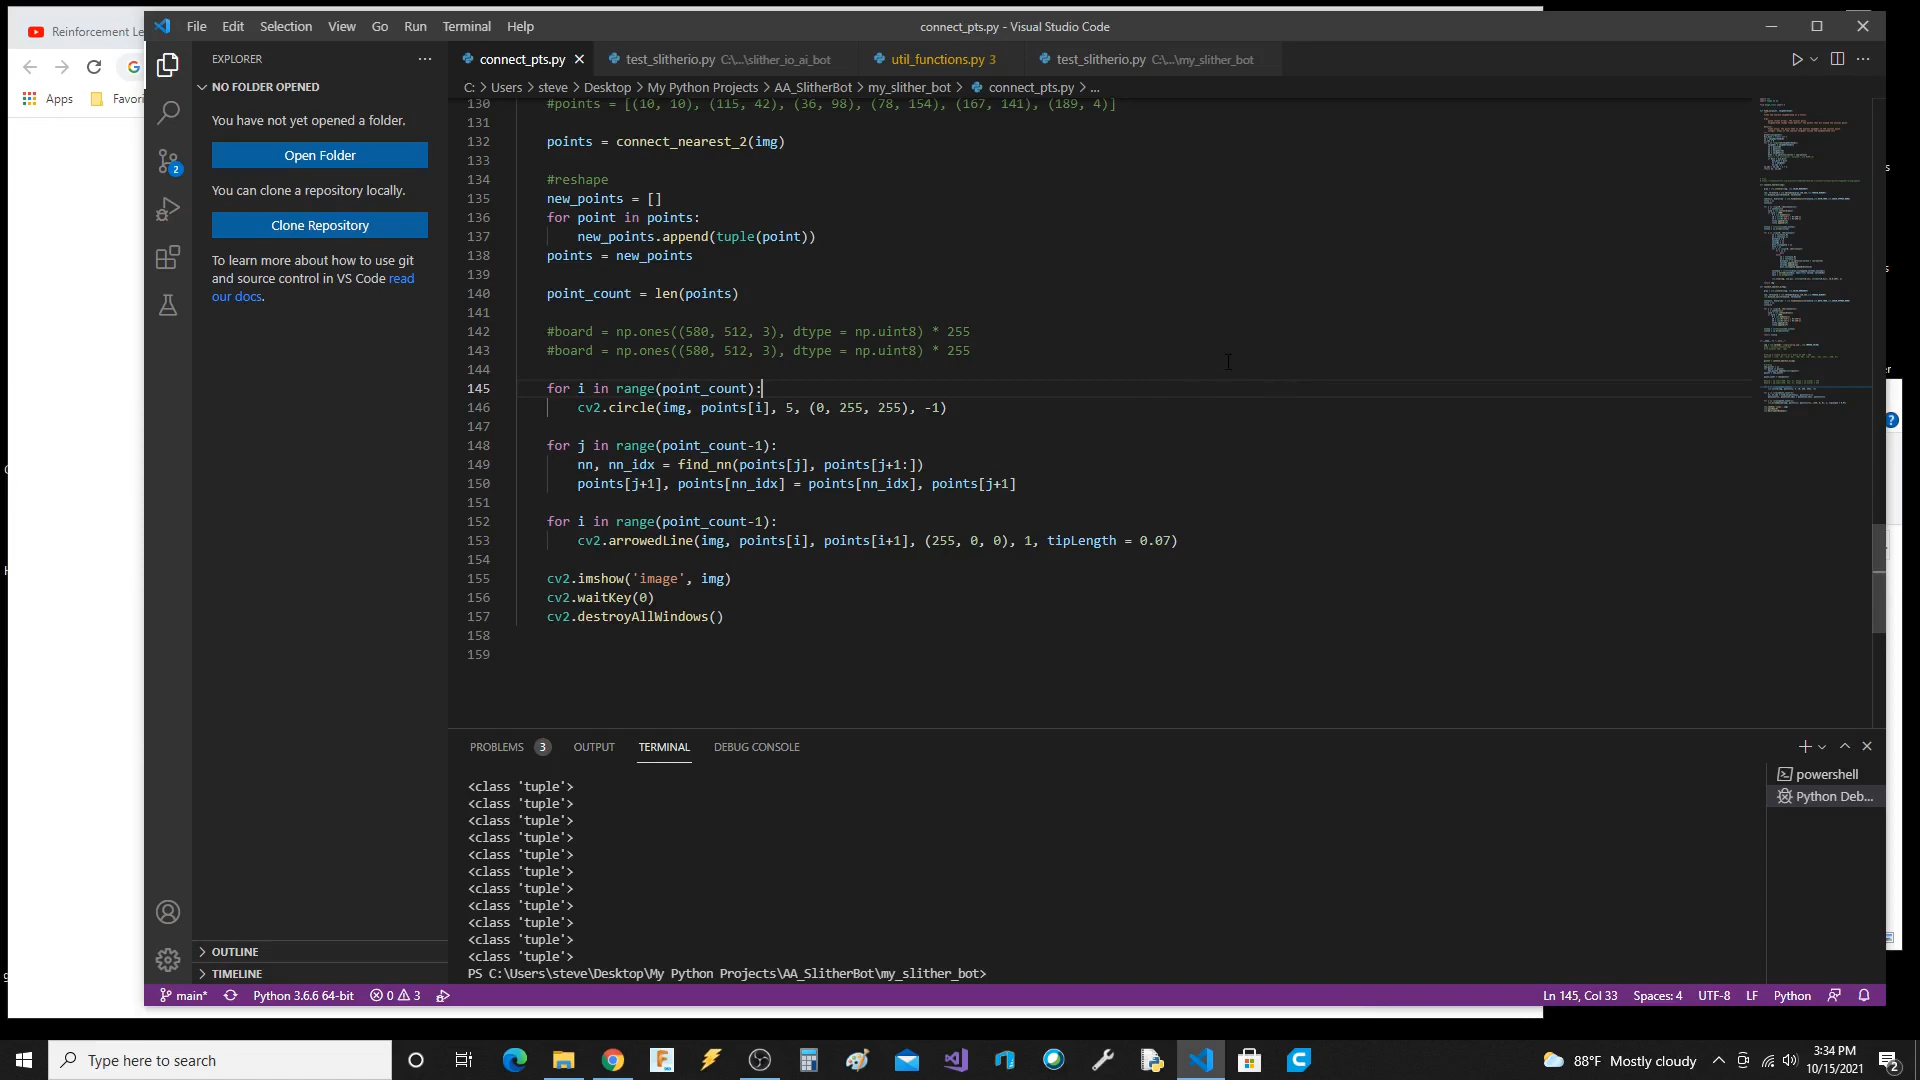 Reinforcement Le
File Edit Selection View Go Run Terminal Help
connect_pts.py - Visual Studio Code
EXPLORER
connect_pts.py
test_slitherio.py C:\...\slither_io_ai_bot
util_functions.py 3
test_slitherio.py C:\...\my_slither_bot
NO FOLDER OPENED
C: > Users > steve > Desktop > My Python Projects > AA_SlitherBot > my_slither_bot > connect_pts.py > ...
Apps
Favori
You have not yet opened a folder.
Open Folder
You can clone a repository locally.
Clone Repository
To learn more about how to use git
and source control in VS Code read
our docs.
2
130 #points = [(10, 10), (115, 42), (36, 98), (78, 154), (167, 141), (189, 4)]
131
132 points = connect_nearest_2(img)
133
134 #reshape
135 new_points = []
136 for point in points:
137 new_points.append(tuple(point))
138 points = new_points
139
140 point_count = len(points)
141
142 #board = np.ones((580, 512, 3), dtype = np.uint8) * 255
143 #board = np.ones((580, 512, 3), dtype = np.uint8) * 255
144
145 for i in range(point_count):
146 cv2.circle(img, points[i], 5, (0, 255, 255), -1)
147
148 for j in range(point_count-1):
149 nn, nn_idx = find_nn(points[j], points[j+1:])
150 points[j+1], points[nn_idx] = points[nn_idx], points[j+1]
151
152 for i in range(point_count-1):
153 cv2.arrowedLine(img, points[i], points[i+1], (255, 0, 0), 1, tipLength = 0.07)
154
155 cv2.imshow('image', img)
156 cv2.waitKey(0)
157 cv2.destroyAllWindows()
158
159
PROBLEMS 3 OUTPUT TERMINAL DEBUG CONSOLE
powershell
Python Deb...
<class 'tuple'>
<class 'tuple'>
<class 'tuple'>
<class 'tuple'>
<class 'tuple'>
<class 'tuple'>
<class 'tuple'>
<class 'tuple'>
<class 'tuple'>
<class 'tuple'>
<class 'tuple'>
PS C:\Users\steve\Desktop\My Python Projects\AA_SlitherBot\my_slither_bot>
OUTLINE
TIMELINE
main* Python 3.6.6 64-bit 0 3
Ln 145, Col 33 Spaces: 4 UTF-8 LF Python
Type here to search
88°F Mostly cloudy
3:34 PM
10/15/2021
2